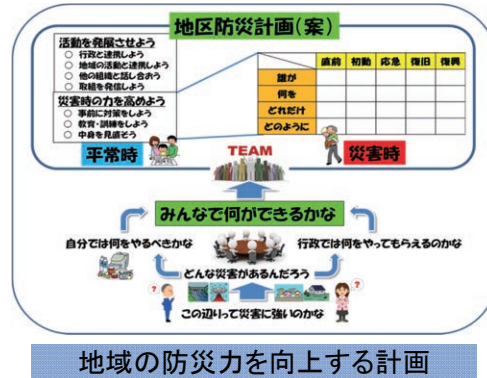 地区防災計画(案)
活動を発展させよう
○ 行政と連携しよう
○ 地域の活動と連携しよう
○ 他の組織と話し合おう
○ 取組を発信しよう
災害時の力を高めよう
○ 事前に対策をしよう
○ 教育・訓練をしよう
○ 中身を見直そう
平常時
直前 初動 応急 復旧 復興
誰が
何を
どれだけ
どのように
災害時
TEAM
みんなで何ができるかな
自分では何をやるべきかな
行政では何をやってもらえるのかな
どんな災害があるんだろう
? ?
この辺りって災害に強いのかな
地域の防災力を向上する計画